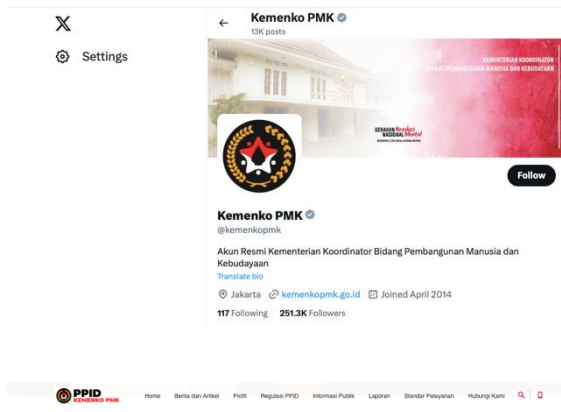 Kemenko PMK
13K posts
Settings
KEMENTERIAN KOORDINATOR
BIDANG PEMBANGUNAN MANUSIA DAN KEBUDAYAAN
GERAKAN Revolusi
NASIONAL Mental
Follow
Kemenko PMK
@kemenkopmk
Akun Resmi Kementerian Koordinator Bidang Pembangunan Manusia dan
Kebudayaan
Translate bio
Jakarta kemenkopmk.go.id Joined April 2014
117 Following 251.3K Followers
PPID
KEMENKO PMK
Home Berita dan Artikel Profil Regulasi PPID Informasi Publik Laporan Standar Pelayanan Hubungi Kami